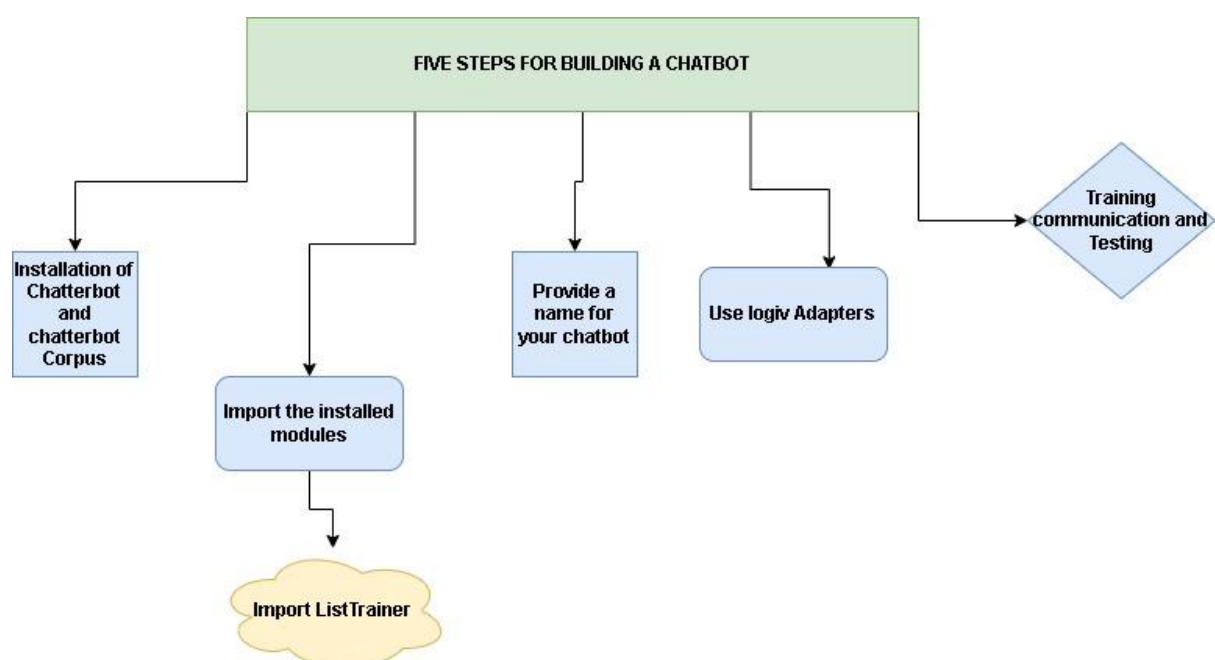 FIVE STEPS FOR BUILDING A CHATBOT
Installation of
Chatterbot
and
chatterbot
Corpus
Import the installed
modules
Import ListTrainer
Provide a
name for
your chatbot
Use logiv Adapters
Training
communication and
Testing